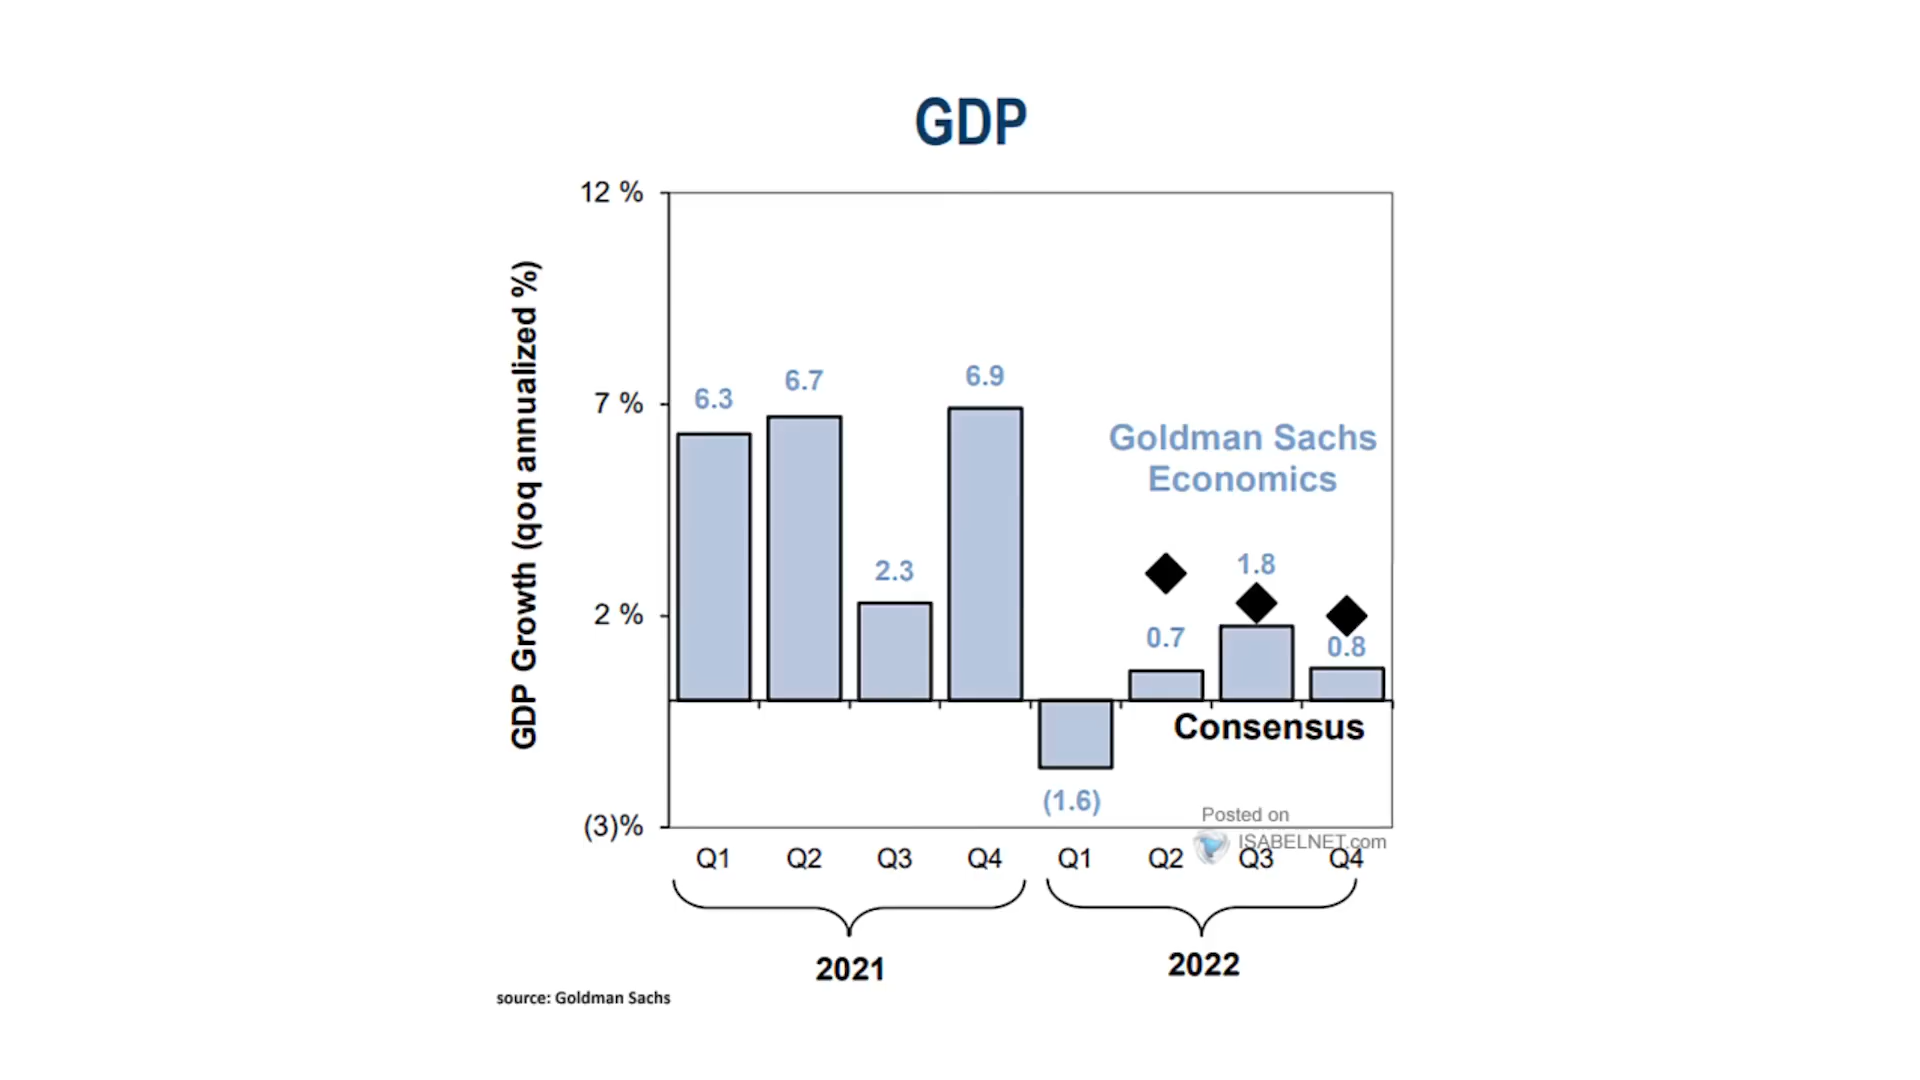 GDP
GDP Growth (qoq annualized %)
12 %
7 %
2 %
(3)%
6.3
6.7
2.3
6.9
(1.6)
0.7
1.8
0.8
Goldman Sachs
Economics
Consensus
Posted on
ISABELNET.com
Q1 Q2 Q3 Q4 Q1 Q2 Q3 Q4
2021 2022
source: Goldman Sachs